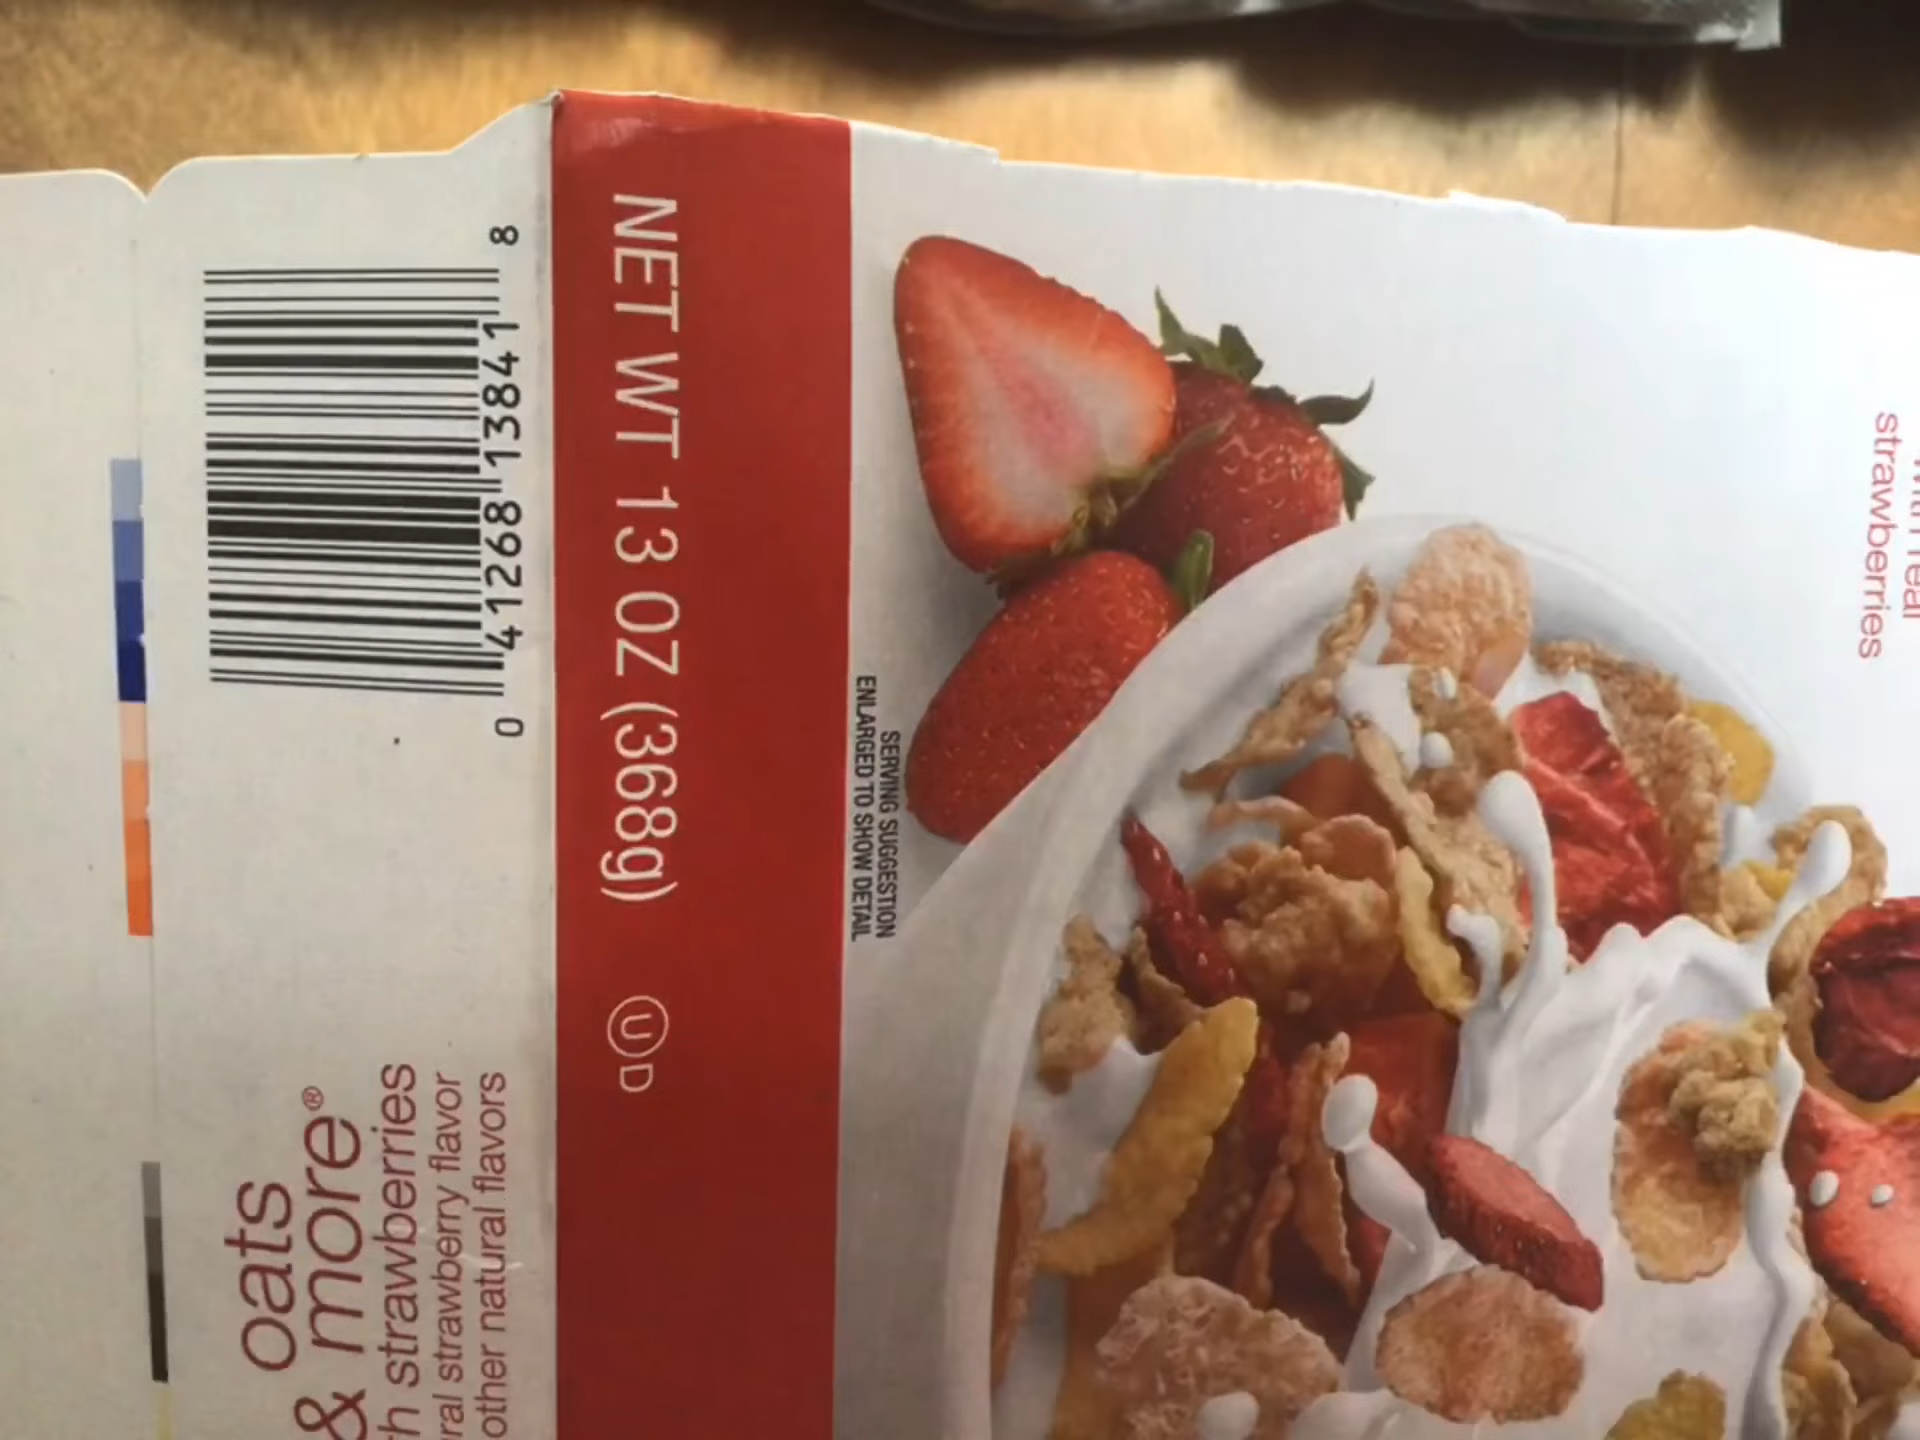 0 41268 13841 8
oats
& more®
strawberries
strawberry flavor
other natural flavors
NET WT 13 OZ (368g) U D
SERVING SUGGESTION
ENLARGED TO SHOW DETAIL
strawberries